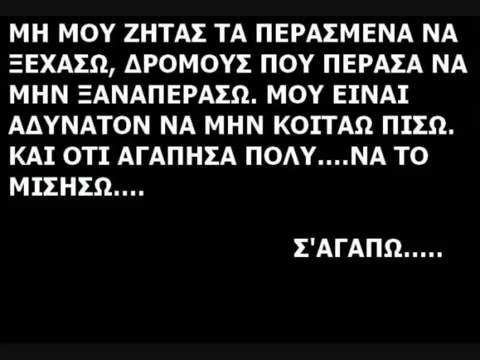 ΜΗ ΜΟΥ ΖΗΤΑΣ ΤΑ ΠΕΡΑΣΜΕΝΑ ΝΑ
ΞΕΧΑΣΩ, ΔΡΟΜΟΥΣ ΠΟΥ ΠΕΡΑΣΑ ΝΑ
ΜΗΝ ΞΑΝΑΠΕΡΑΣΩ. ΜΟΥ ΕΙΝΑΙ
ΑΔΥΝΑΤΟΝ ΝΑ ΜΗΝ ΚΟΙΤΑΩ ΠΙΣΩ.
ΚΑΙ ΟΤΙ ΑΓΑΠΗΣΑ ΠΟΛΥ....ΝΑ ΤΟ
ΜΙΣΗΣΩ....
Σ'ΑΓΑΠΩ.....